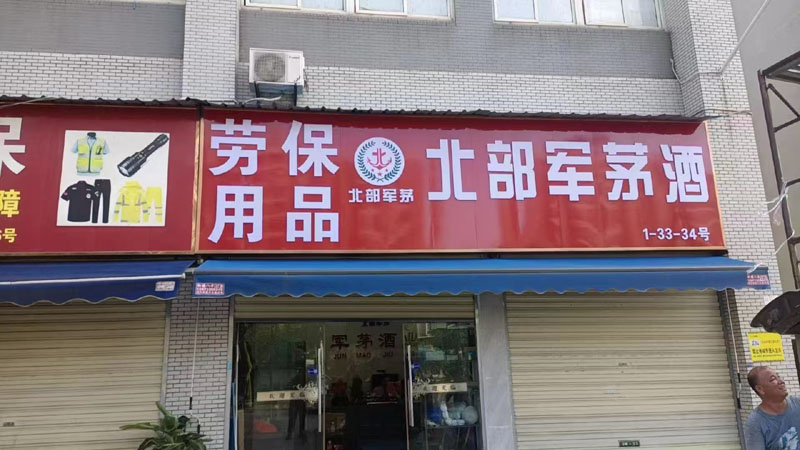 保
障
号
劳保
用品
北部军茅
北部军茅酒
1-33-34号
军茅酒
JUN MAO JIU